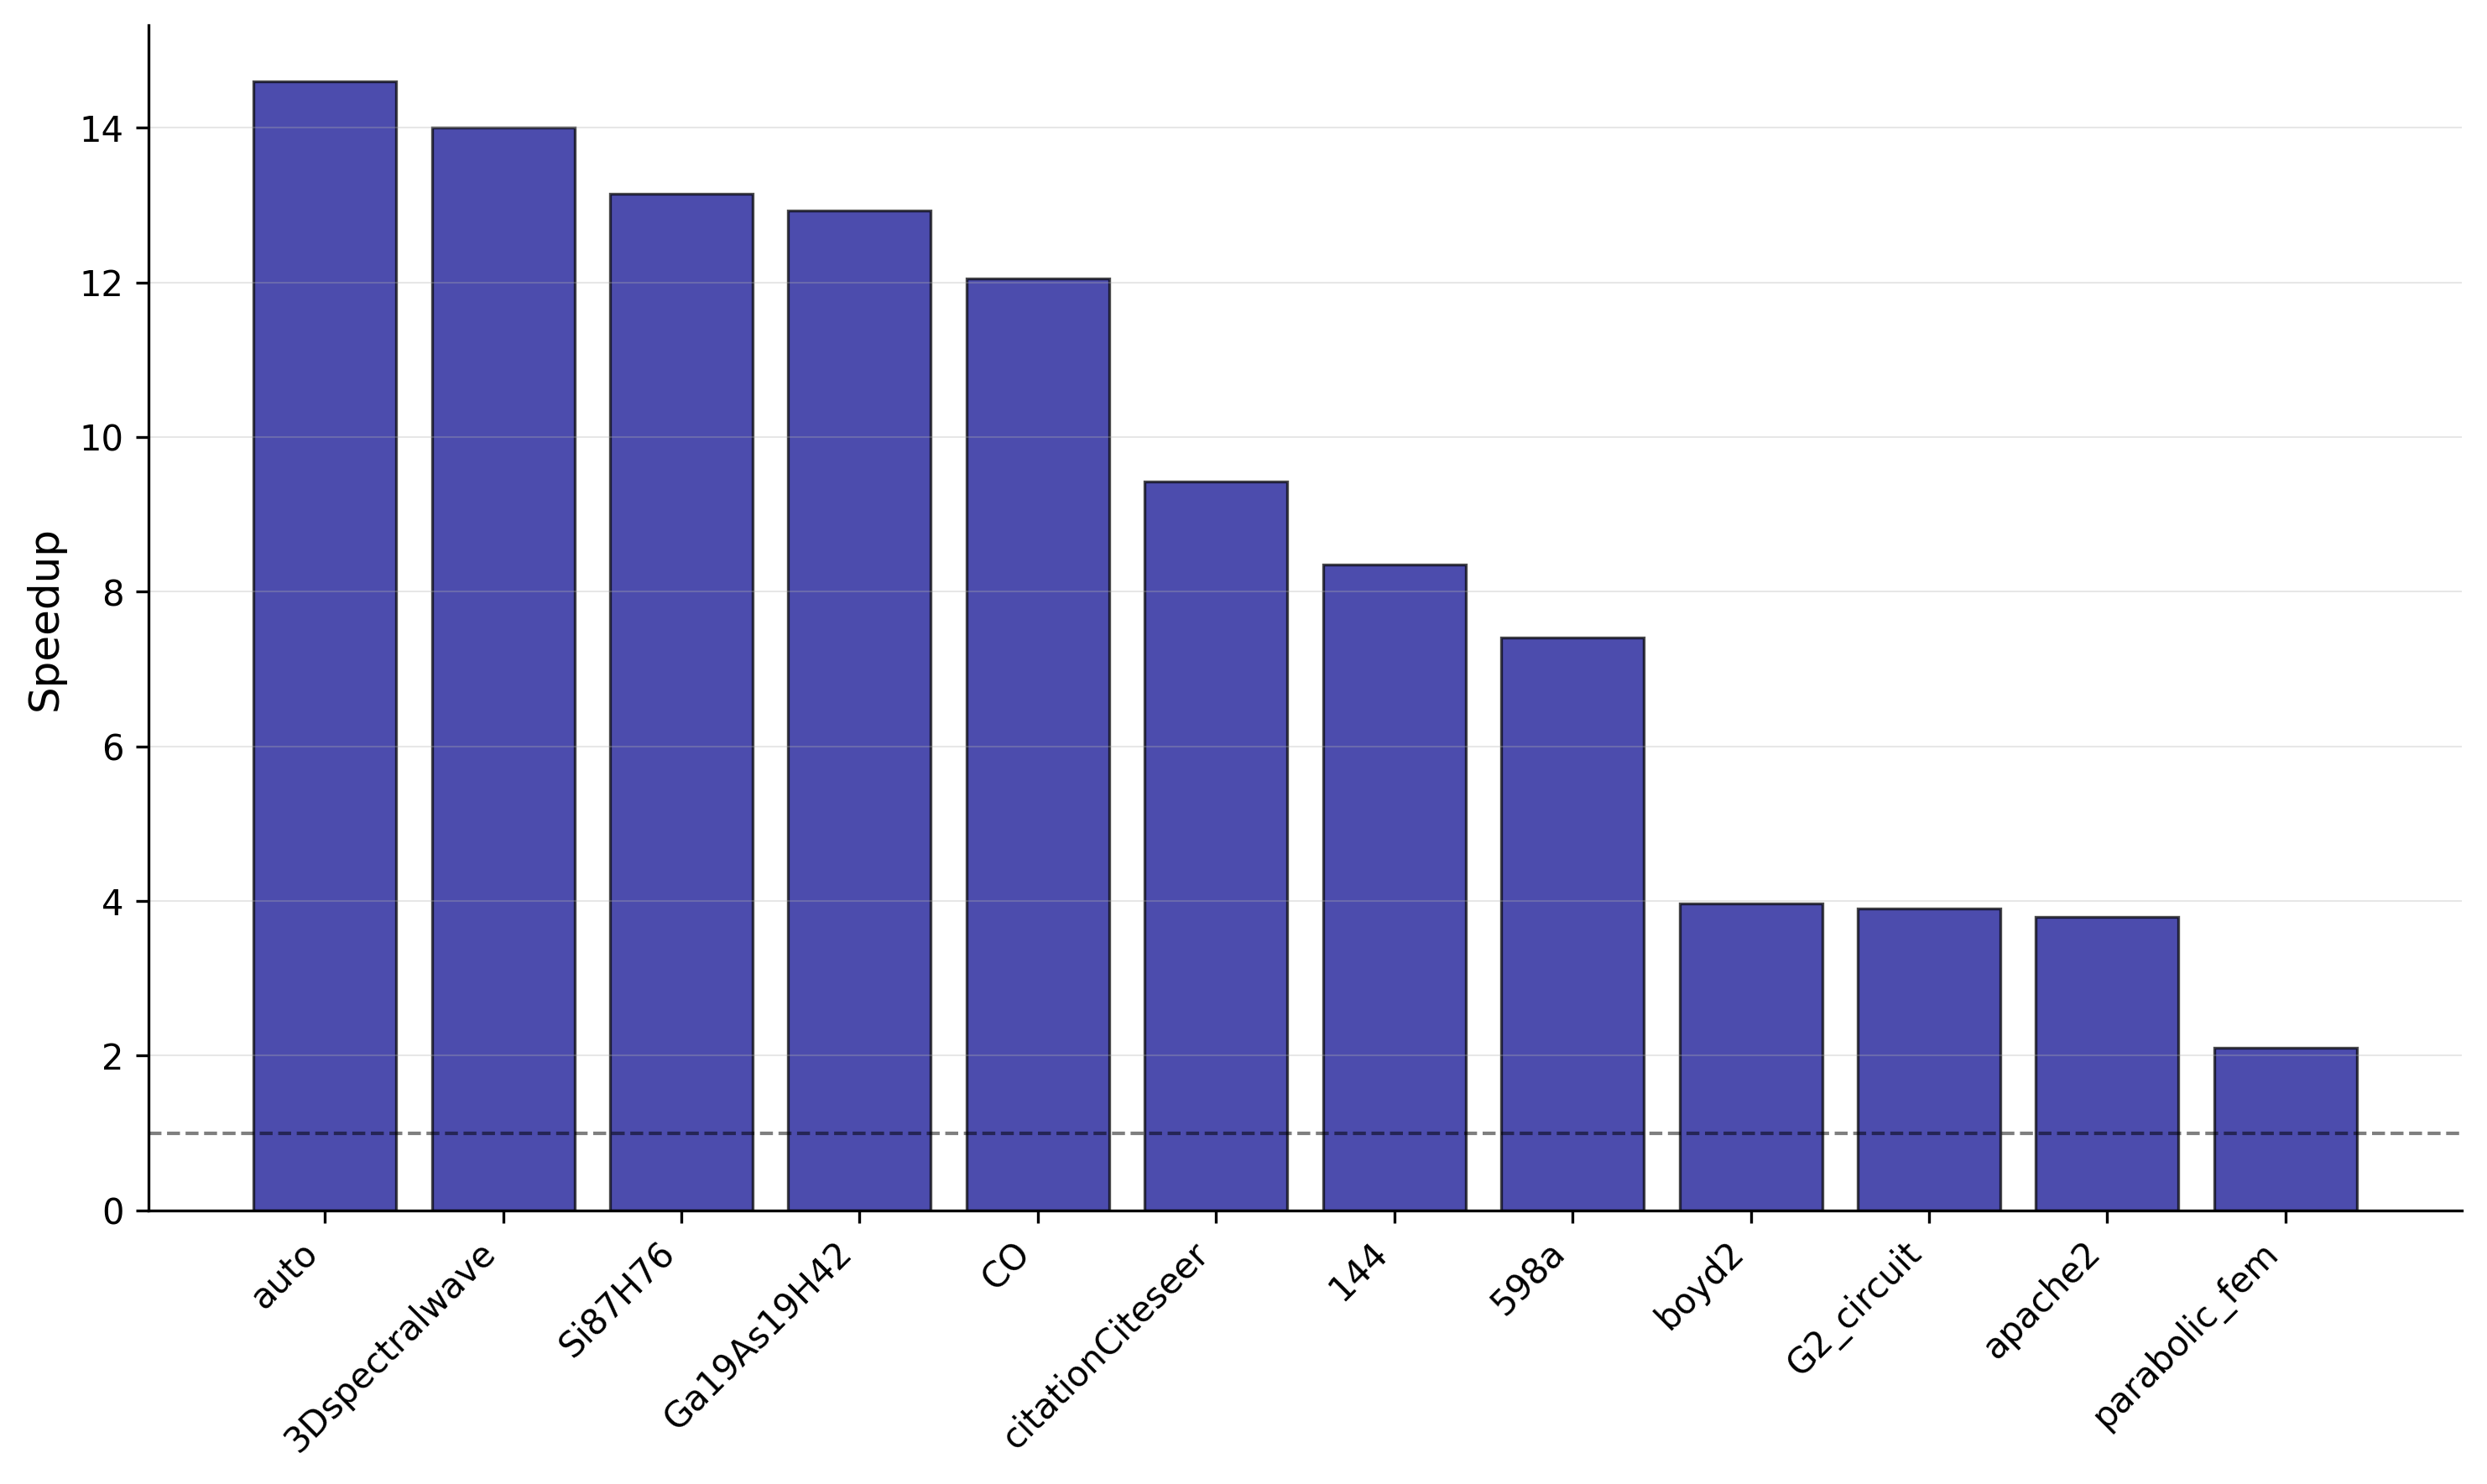 Speedup
14
12
10
8
6
4
2
0
auto
3Dspectralwave
Si87H76
Ga19As19H42
CO
citationCiteseer
144
598a
boyd2
G2_circuit
apache2
parabolic_fem